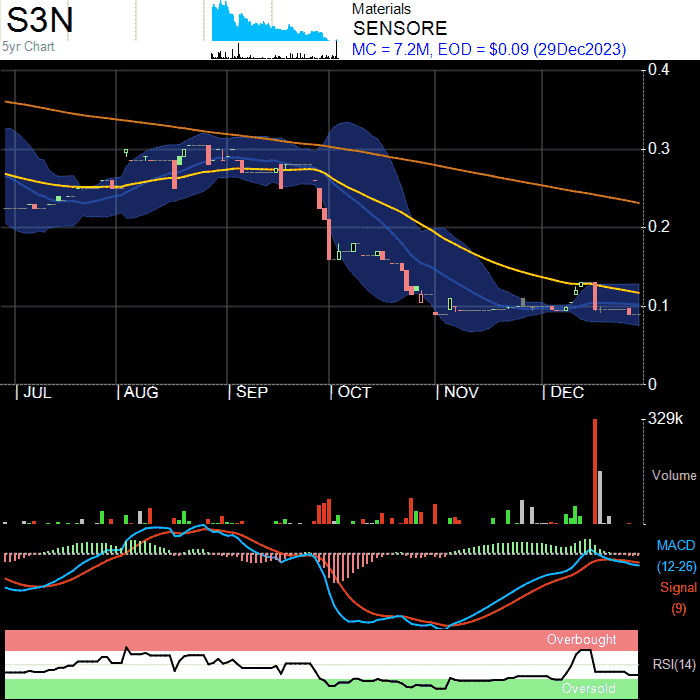 S3N
5yr Chart
Materials
SENSORE
MC = 7.2M, EOD = $0.09 (29Dec2023)
0.4
0.3
0.2
0.1
0
| JUL | AUG | SEP | OCT | NOV | DEC
329k
Volume
MACD
(12-26)
Signal
(9)
Overbought
RSI(14)
Oversold